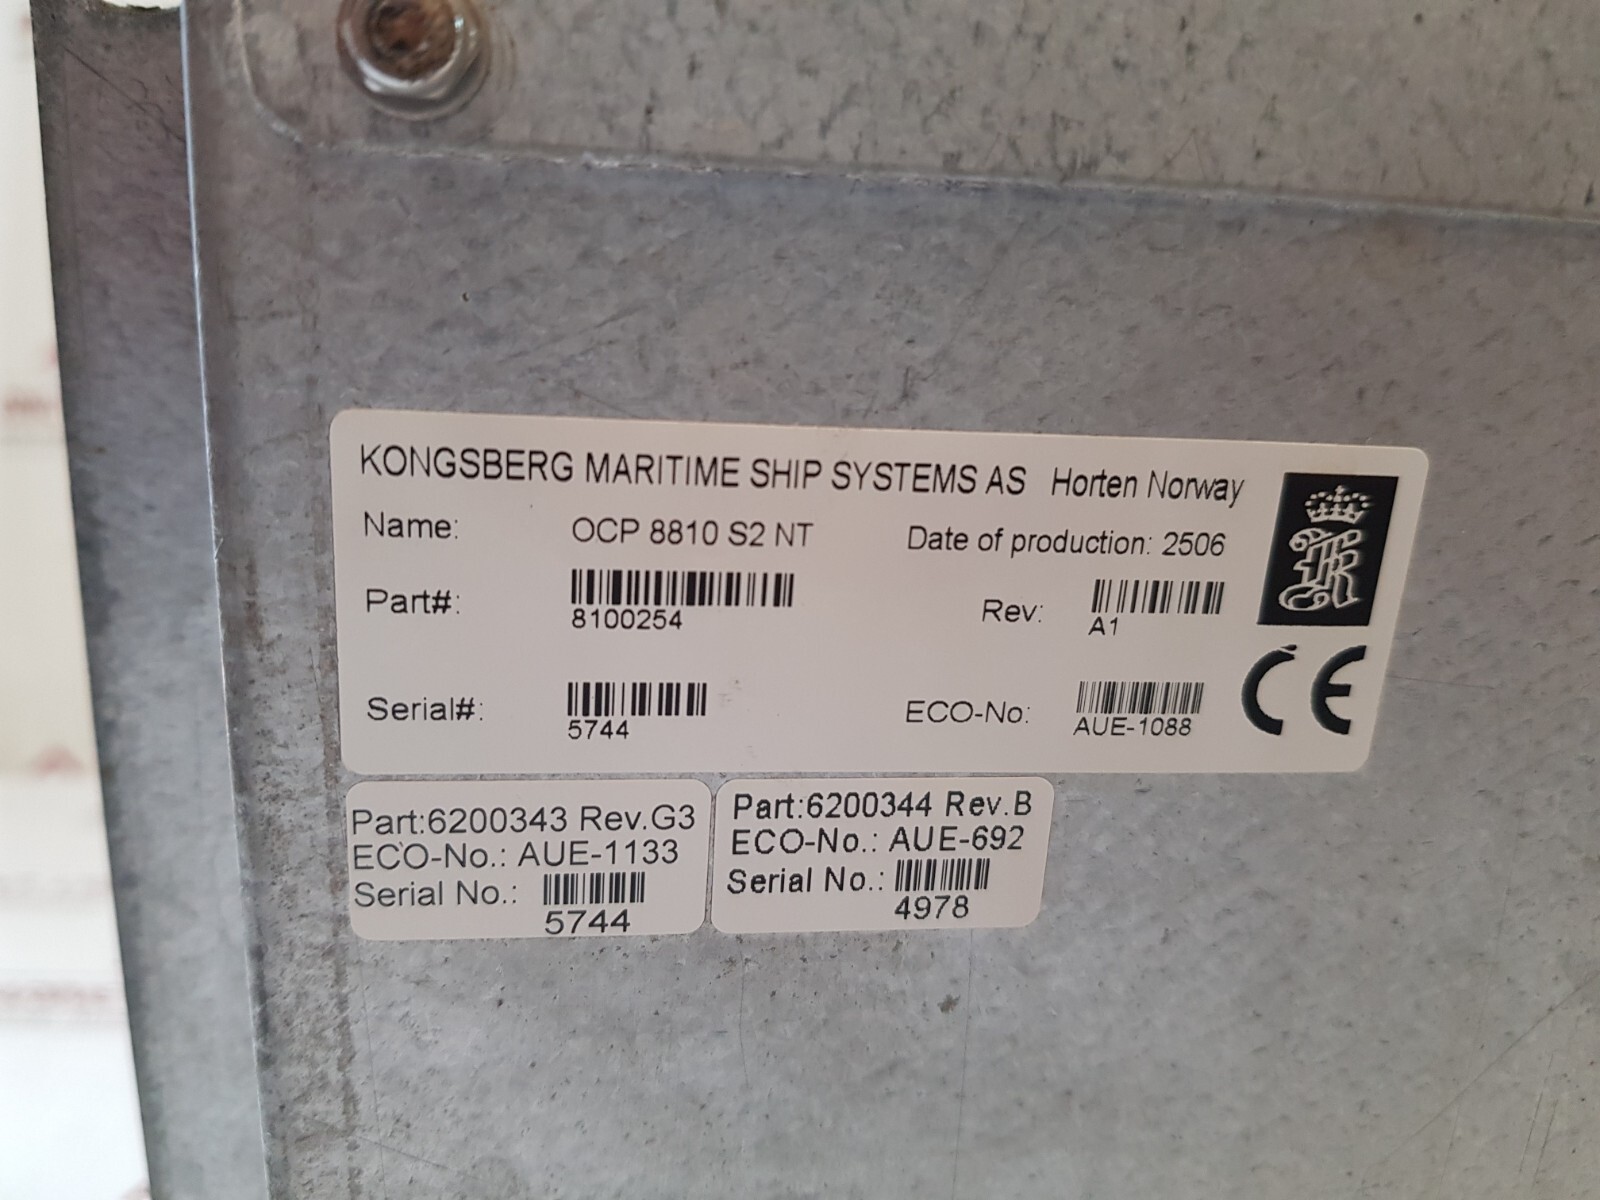 KONGSBERG MARITIME SHIP SYSTEMS AS Horten Norway
Name: OCP 8810 S2 NT Date of production: 2506
Part#: 8100254 Rev: A1
Serial#: 5744 ECO-No: AUE-1088
CE
Part:6200343 Rev.G3
ECO-No.: AUE-1133
Serial No.: 5744
Part:6200344 Rev.B
ECO-No.: AUE-692
Serial No.: 4978